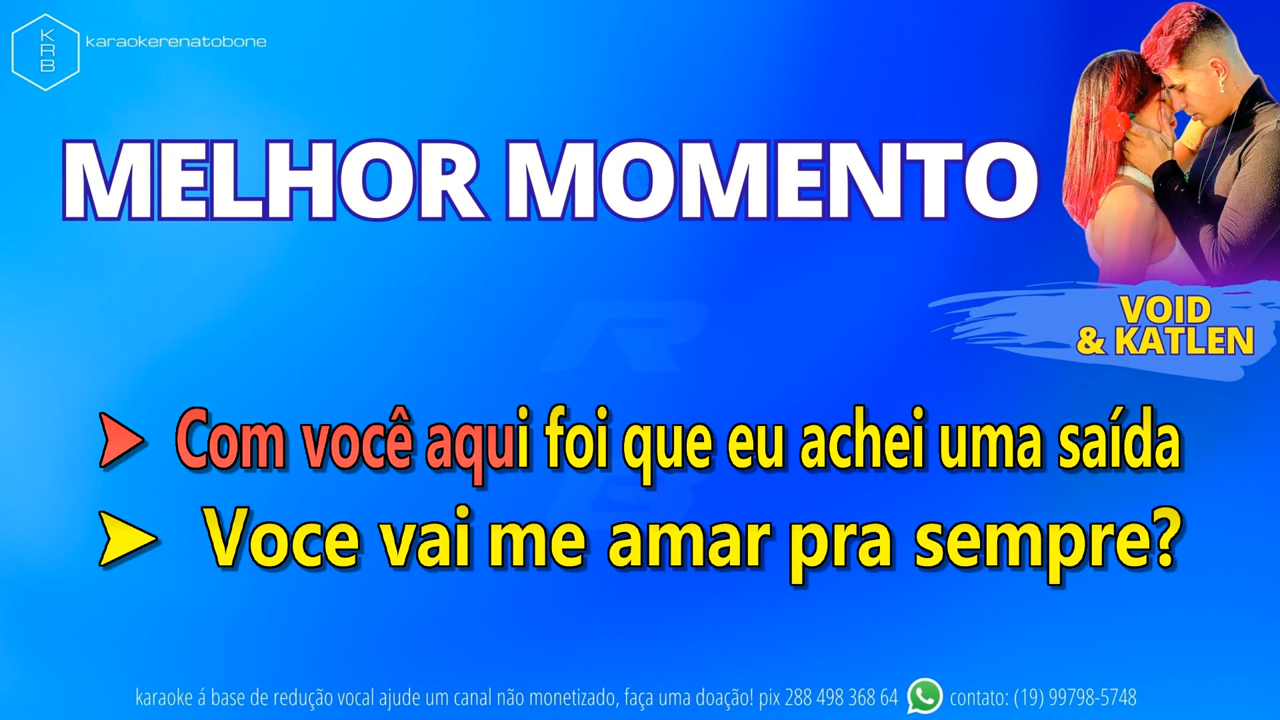 KRB
karaokerenatobone
MELHOR MOMENTO
VOID
& KATLEN
RB
Com você aqui foi que eu achei uma saída
Voce vai me amar pra sempre?
karaoke á base de redução vocal ajude um canal não monetizado, faça uma doação! pix 288 498 368 64 contato: (19) 99798-5748